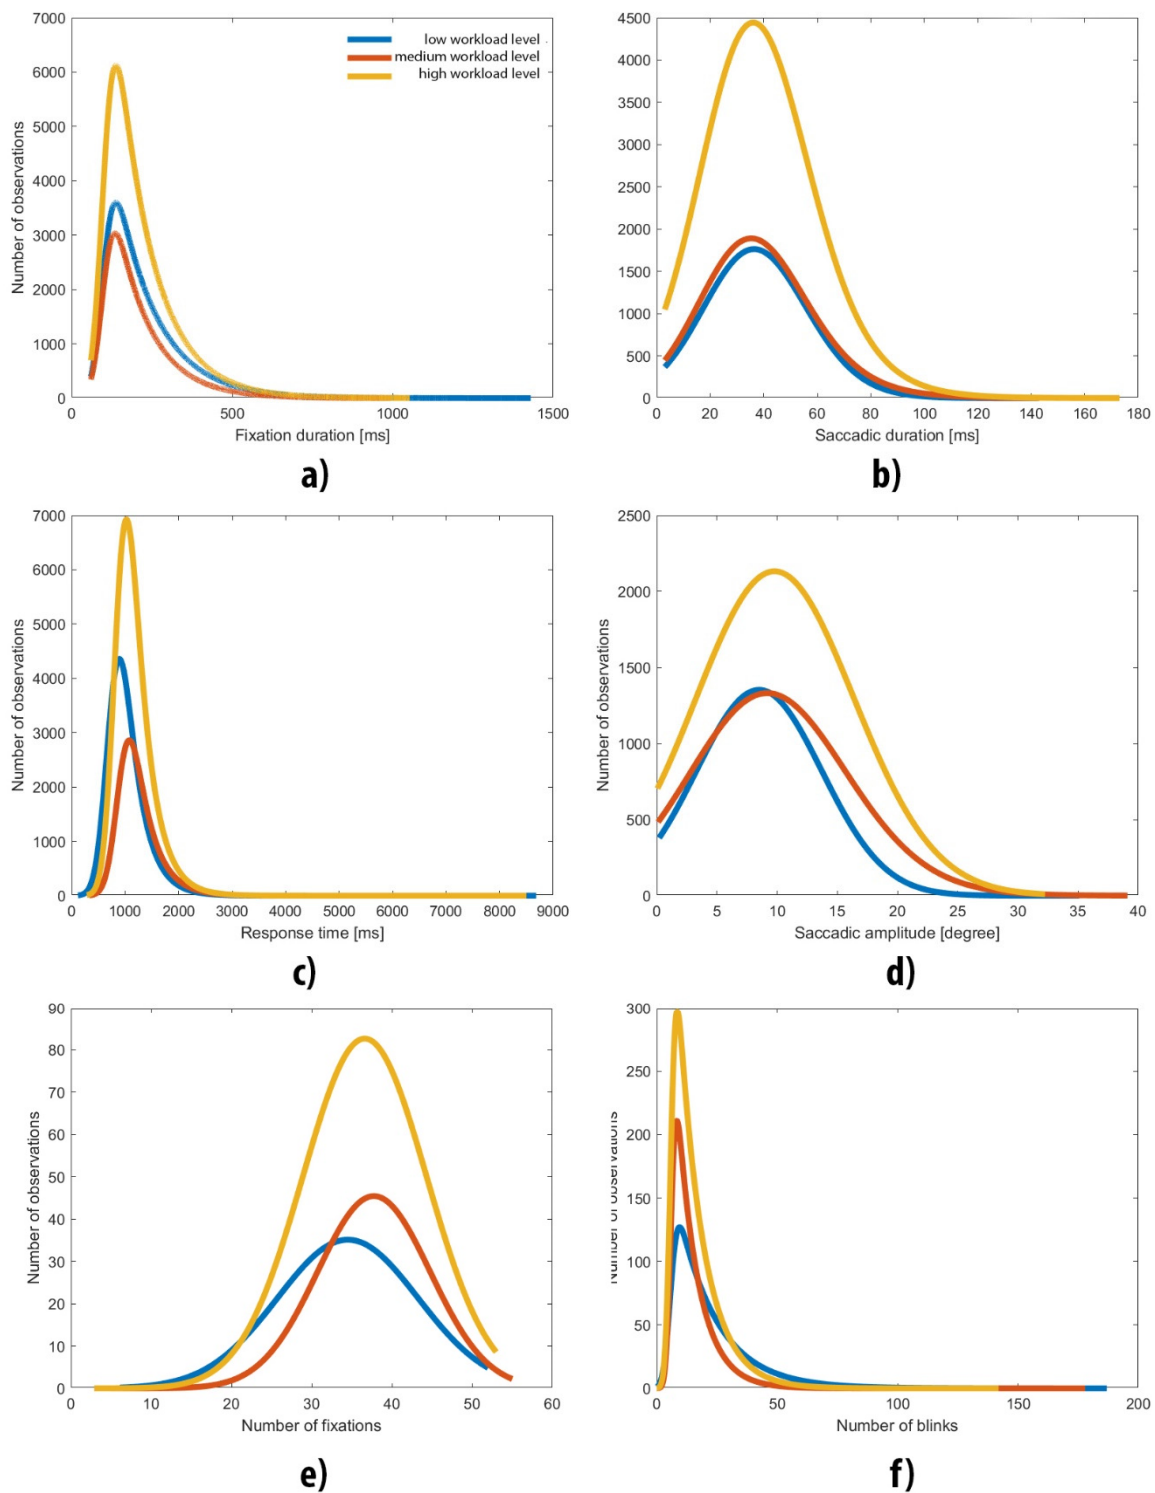 7000
6000
5000
4000
3000
2000
1000
0
Number of observations
low workload level
medium workload level
high workload level
0 500 1000 1500
Fixation duration [ms]
a)
4500
4000
3500
3000
2500
2000
1500
1000
500
0
Number of observations
0 20 40 60 80 100 120 140 160 180
Saccadic duration [ms]
b)
7000
6000
5000
4000
3000
2000
1000
0
Number of observations
0 1000 2000 3000 4000 5000 6000 7000 8000 9000
Response time [ms]
c)
2500
2000
1500
1000
500
0
Number of observations
0 5 10 15 20 25 30 35 40
Saccadic amplitude [degree]
d)
90
80
70
60
50
40
30
20
10
0
Number of observations
0 10 20 30 40 50 60
Number of fixations
e)
300
250
200
150
100
50
0
Number of observations
0 50 100 150 200
Number of blinks
f)